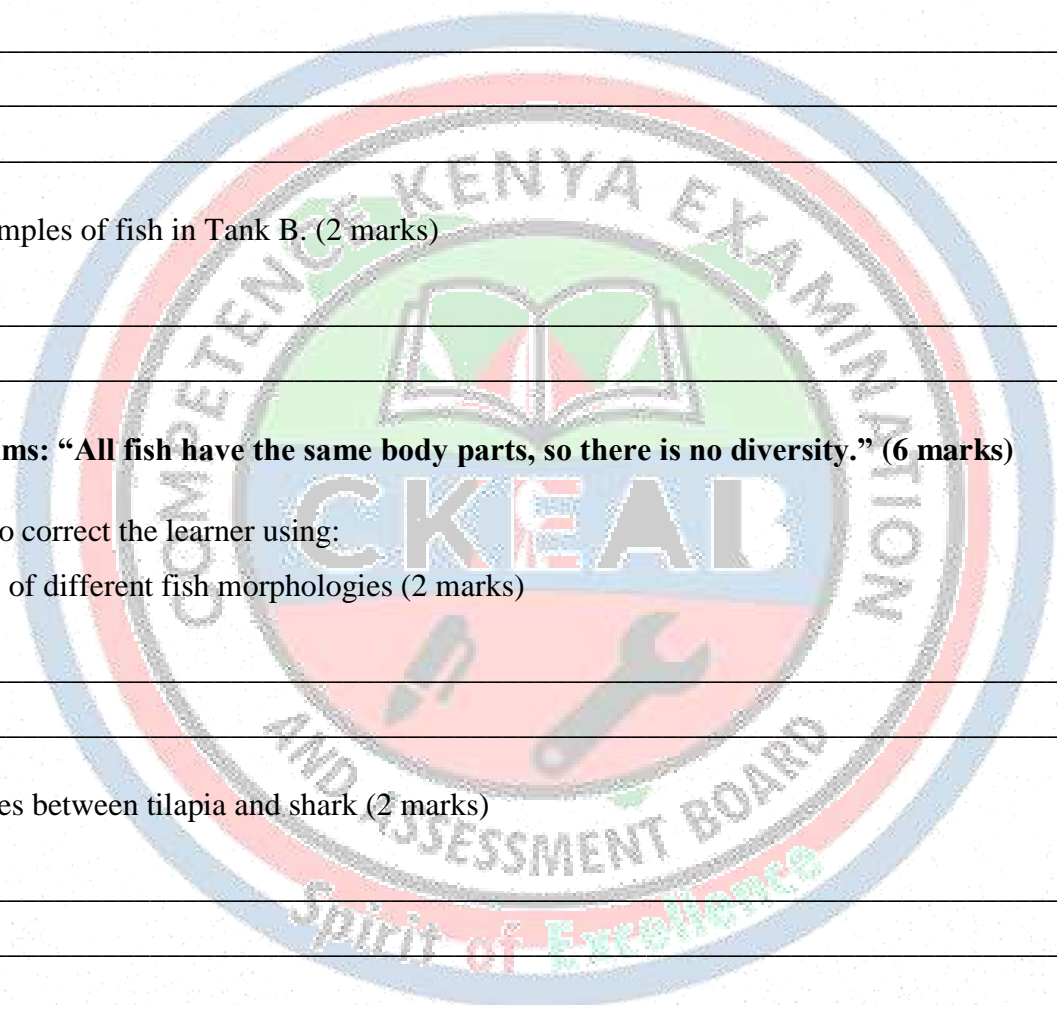 mples of fish in Tank B. (2 marks)
ms: “All fish have the same body parts, so there is no diversity.” (6 marks)
o correct the learner using:
of different fish morphologies (2 marks)
es between tilapia and shark (2 marks)
COMPETENCE KENYA EXAMINATION
CKEAB
AND ASSESSMENT BOARD
Spirit of Excellence